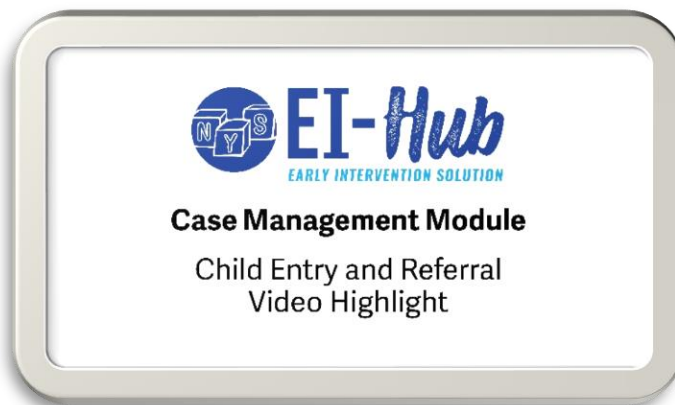 NYS EI-Hub
EARLY INTERVENTION SOLUTION
Case Management Module
Child Entry and Referral
Video Highlight